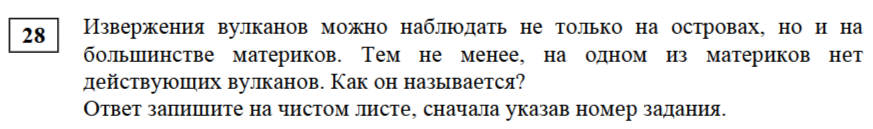 28
Извержения вулканов можно наблюдать не только на островах, но и на
большинстве материков. Тем не менее, на одном из материков нет
действующих вулканов. Как он называется?
Ответ запишите на чистом листе, сначала указав номер задания.